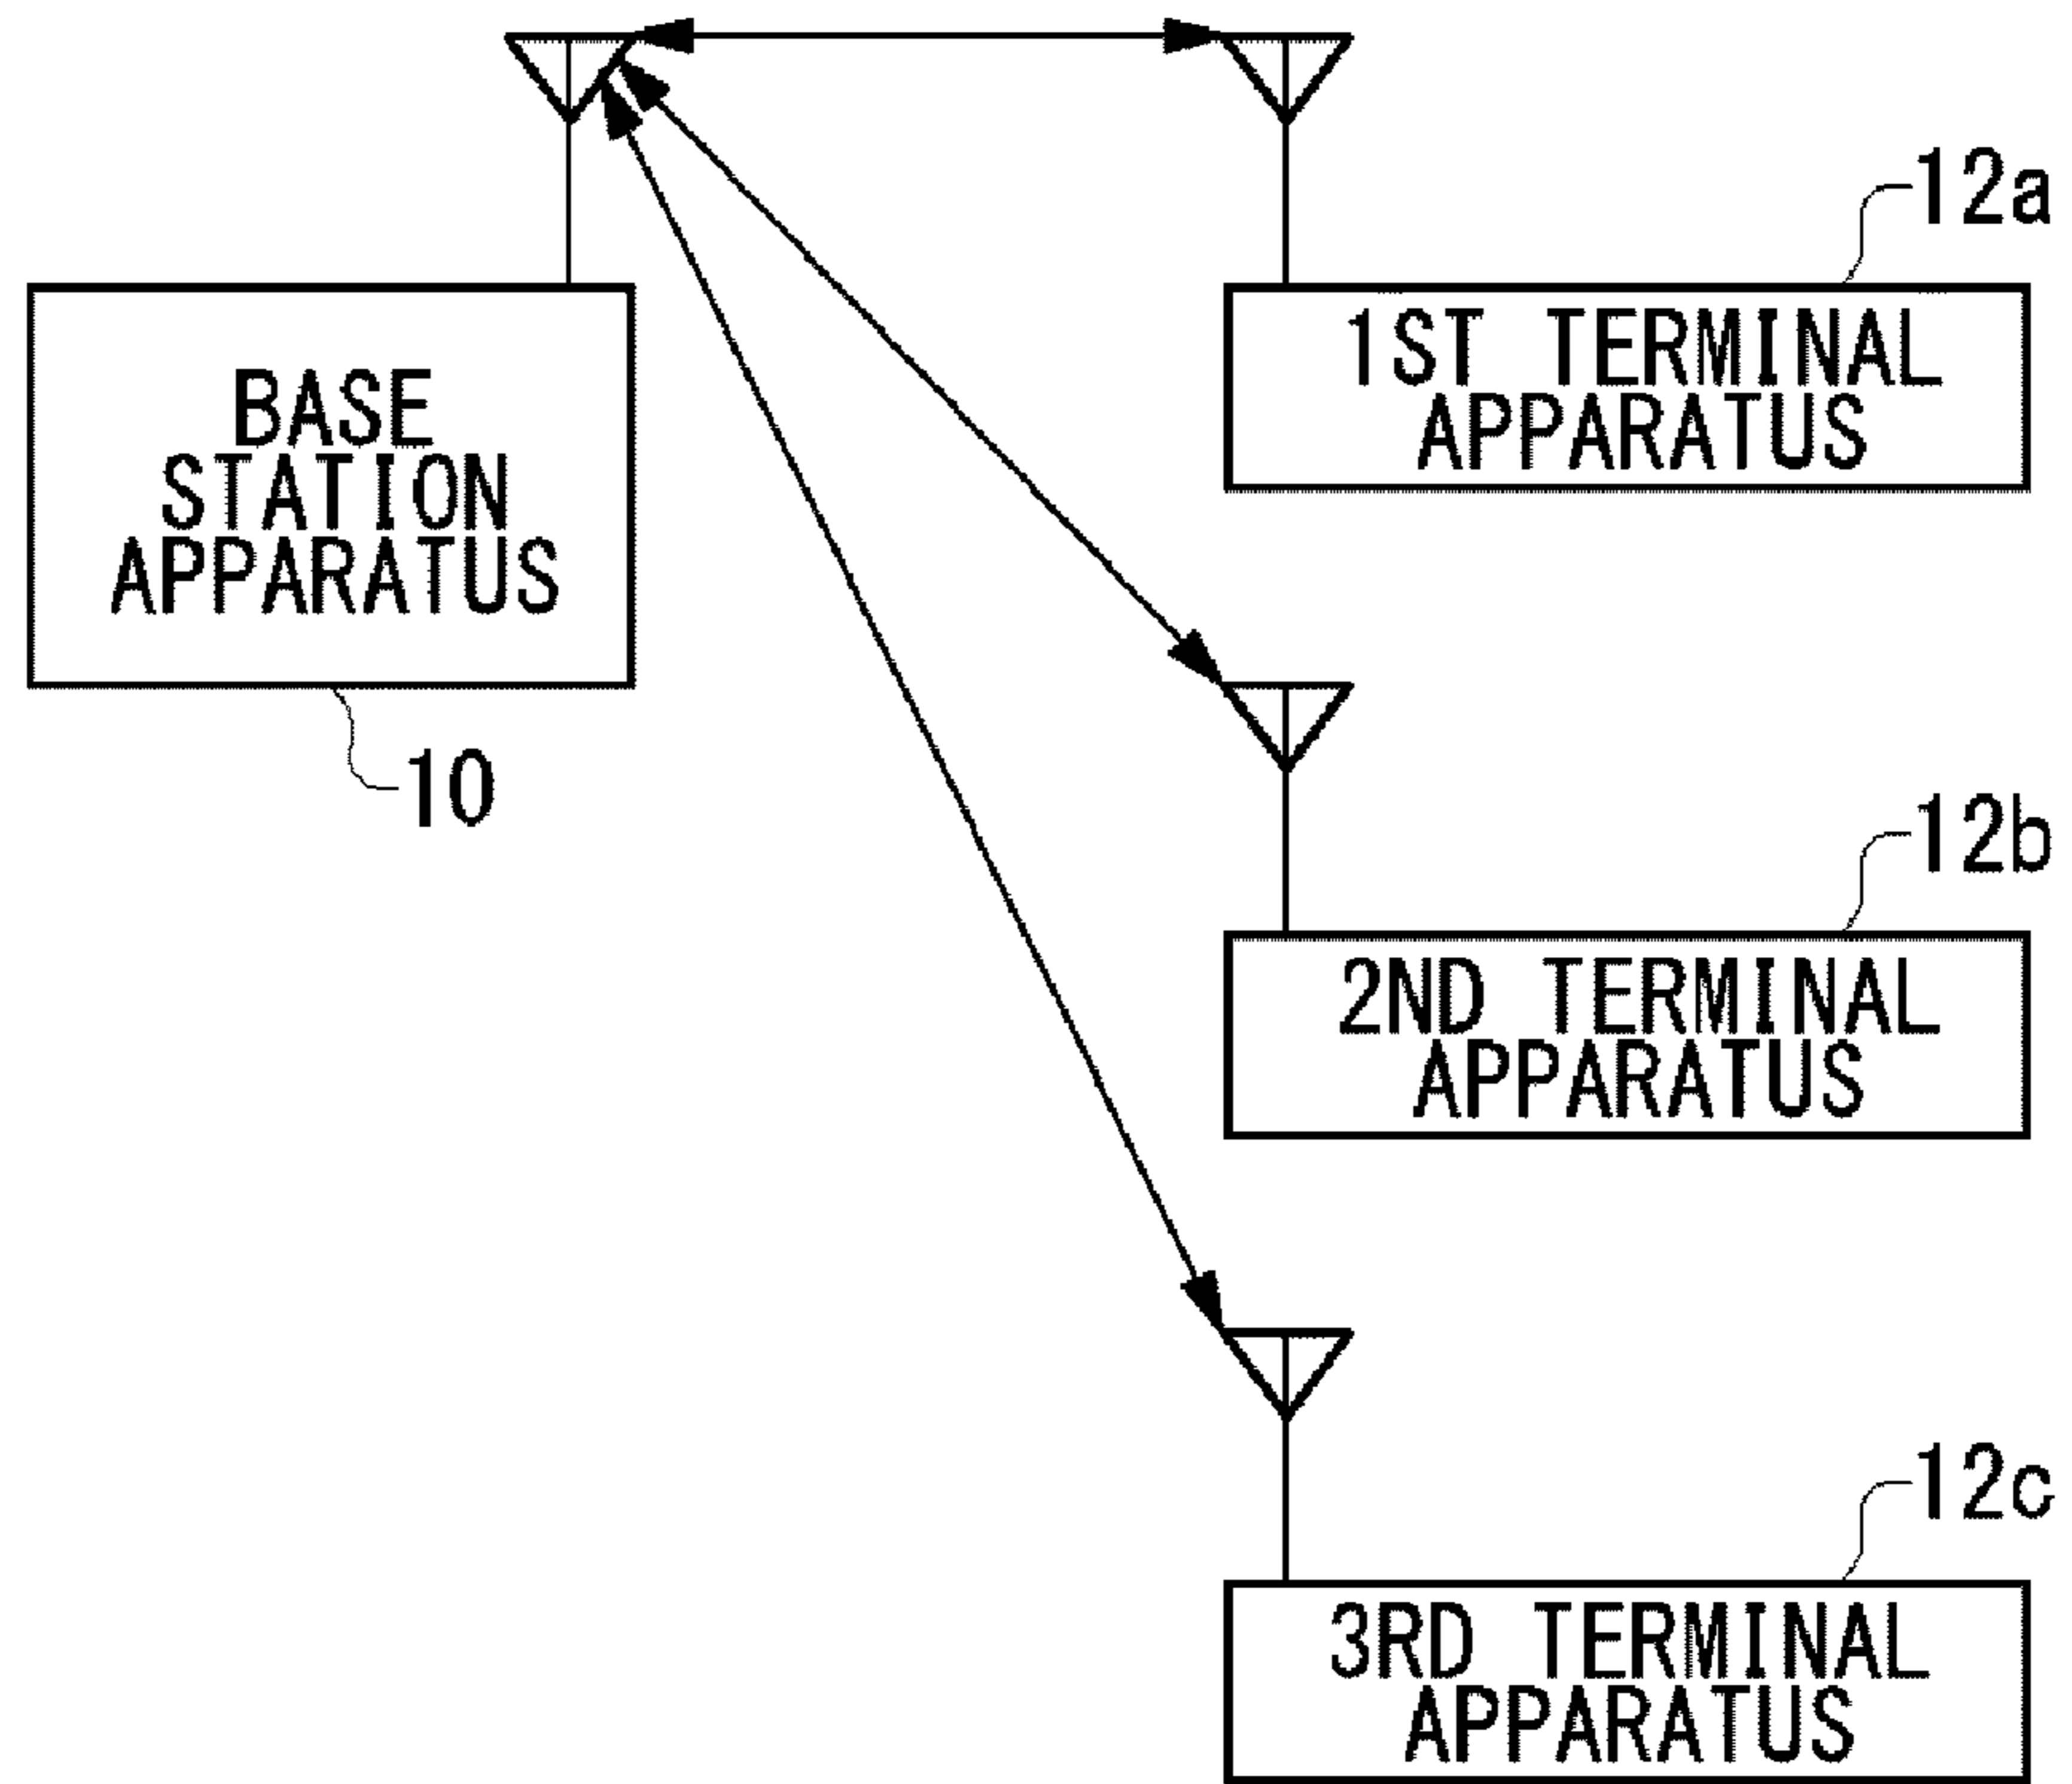 12a
1ST TERMINAL
APPARATUS
BASE
STATION
APPARATUS
10
12b
2ND TERMINAL
APPARATUS
12c
3RD TERMINAL
APPARATUS